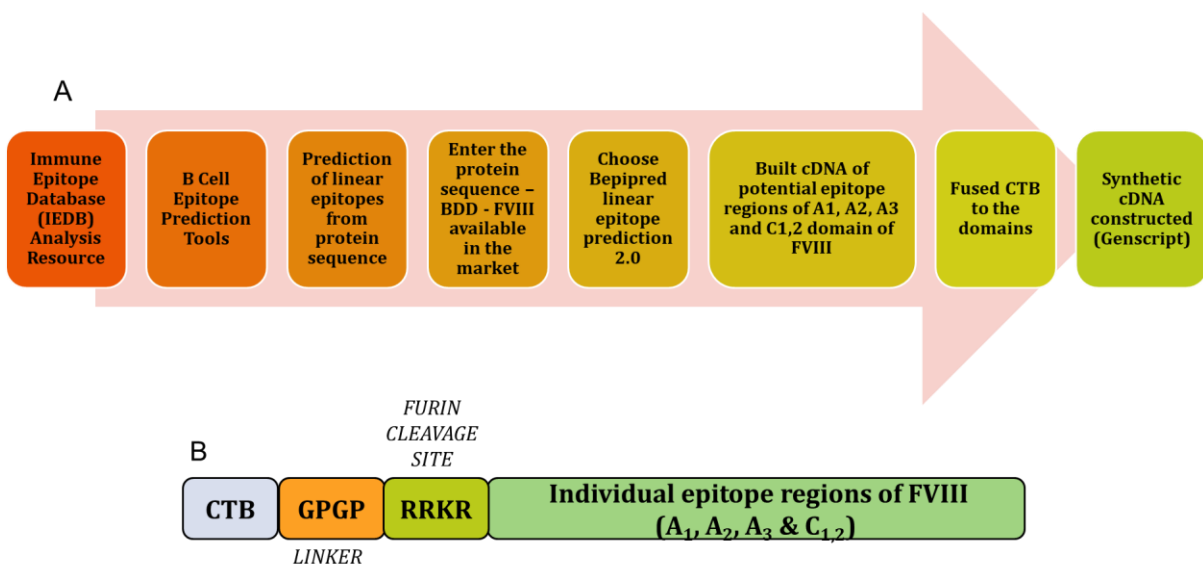 A
Immune
Epitope
Database
(IEDB)
Analysis
Resource
B Cell
Epitope
Prediction
Tools
Prediction
of linear
epitopes
from
protein
sequence
Enter the
protein
sequence –
BDD - FVIII
available
in the
market
Choose
Bepipred
linear
epitope
prediction
2.0
Built cDNA of
potential epitope
regions of A1, A2, A3
and C1,2 domain of
FVIII
Fused CTB
to the
domains
Synthetic
cDNA
constructed
(Genscript)
B
FURIN
CLEAVAGE
SITE
CTB
GPGP
RRKR
Individual epitope regions of FVIII
(A₁, A₂, A₃ & C₁,₂)
LINKER